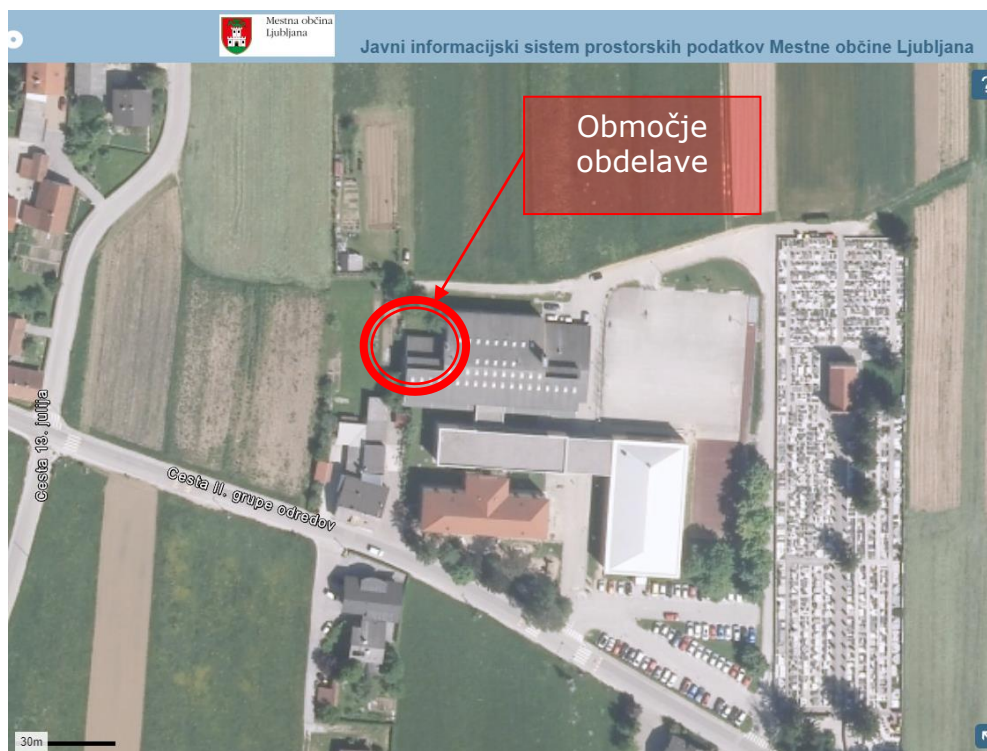 Mestna občina
Ljubljana
Javni informacijski sistem prostorskih podatkov Mestne občine Ljubljana
?
Območje
obdelave
Cesta 13. julija
Cesta II. grupe odredov
30m